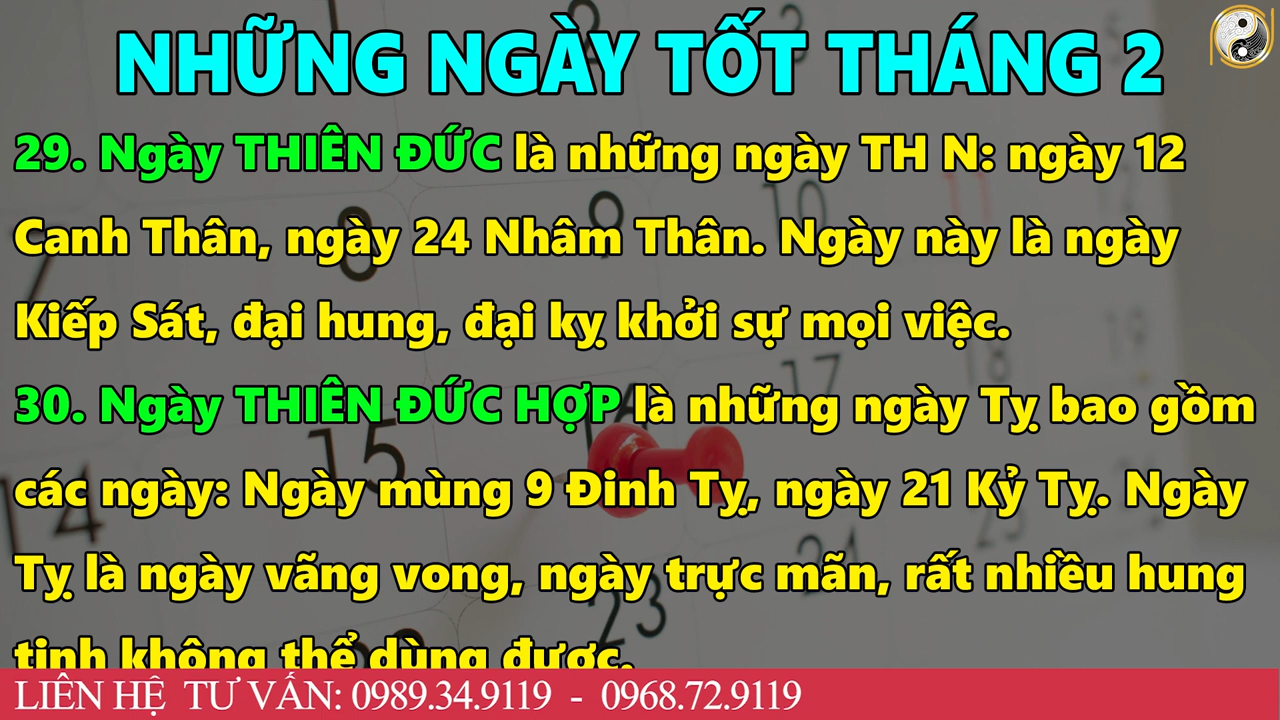 NHỮNG NGÀY TỐT THÁNG 2
29. Ngày THIÊN ĐỨC là những ngày TH N: ngày 12
Canh Thân, ngày 24 Nhâm Thân. Ngày này là ngày
Kiếp Sát, đại hung, đại kỵ khởi sự mọi việc.
30. Ngày THIÊN ĐỨC HỢP là những ngày Tỵ bao gồm
các ngày: Ngày mùng 9 Đinh Tỵ, ngày 21 Kỷ Tỵ. Ngày
Tỵ là ngày vãng vong, ngày trực mãn, rất nhiều hung
tinh không thể dùng được.
LIÊN HỆ TƯ VẤN: 0989.34.9119 - 0968.72.9119